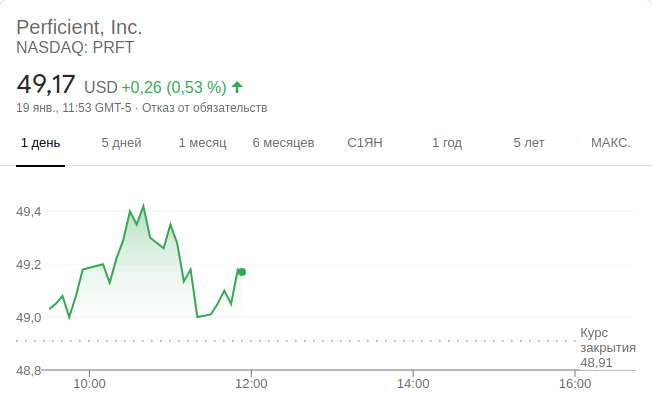 Perficient, Inc.
NASDAQ: PRFT
49,17 USD +0,26 (0,53 %)
19 янв., 11:53 GMT-5 · Отказ от обязательств
1 день 5 дней 1 месяц 6 месяцев С1ЯН 1 год 5 лет МАКС.
49,4
49,2
49,0
Курс
закрытия
48,91
48,8
10:00 12:00 14:00 16:00